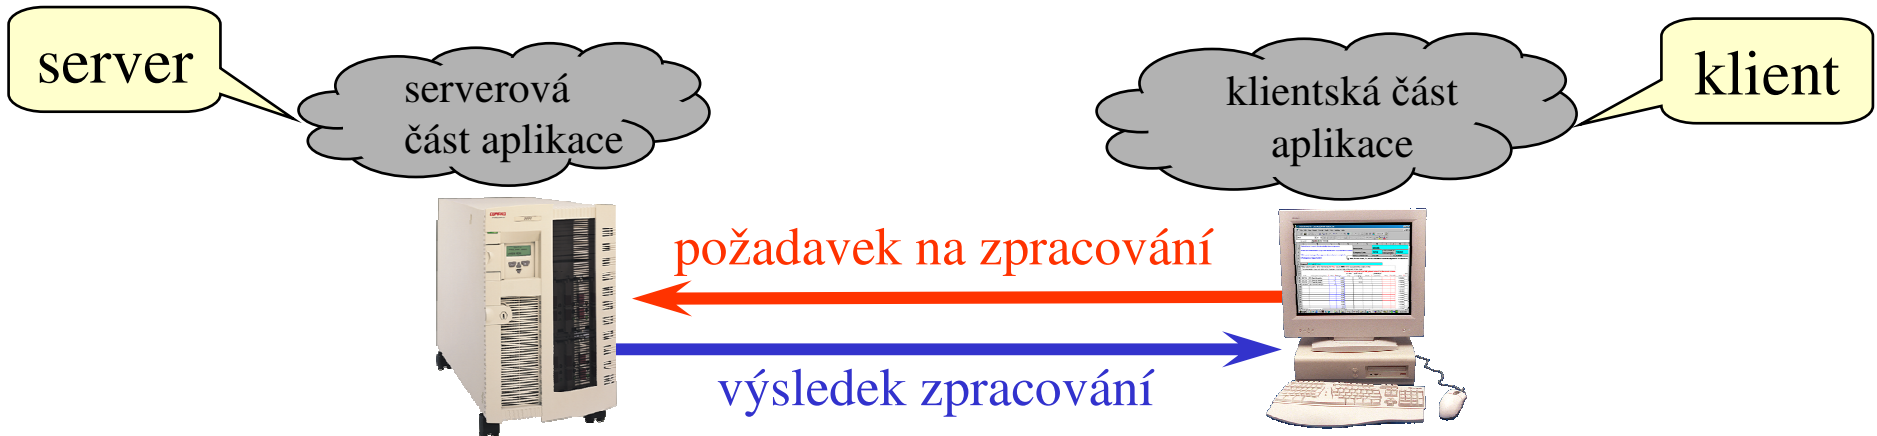 server
serverová
část aplikace
klientská část
aplikace
klient
požadavek na zpracování
výsledek zpracování